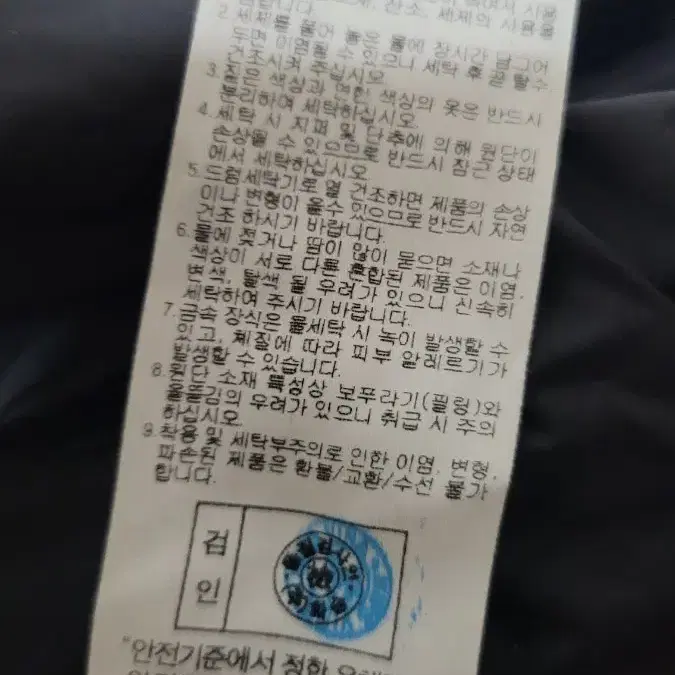 산소, 세제의 사용을
2. 세제를 풀어 놓은 물에 장시간 담그어
두면 이염될 수 있으니 세탁 후 곧 탈수
건조시켜 주십시오
3. 짙은 색상과 연한 색상의 옷은 반드시
분리하여 세탁하십시오.
4. 세탁 시 지퍼 및 단추에 의해 원단이
손상될 수 있으므로 반드시 잠근 상태
에서 세탁하십시오
5. 드럼세탁기로 열 건조하면 제품의 손상
이나 변형이 올수 있으므로 반드시 자연
건조 하시기 바랍니다.
6. 물에 젖거나 땀이 많이 묻으면 소재나
색상이 서로 다른 혼합된 제품은 이염,
변색, 탈색 될 우려가 있으니 신속히
세탁하여 주시기 바랍니다.
7. 금속 장식은 물세탁 시 녹이 발생할 수
있고, 체질에 따라 피부 알레르기가
발생할 수 있습니다.
8. 원단 소재 특성상 보푸라기(필링)와
올뜯김의 우려가 있으니 취급 시 주의
하십시오
9. 착용 및 세탁부주의로 인한 이염, 변형,
파손된 제품은 환불/교환/수선 불가
합니다.
검
인
"안전기준에서 정한